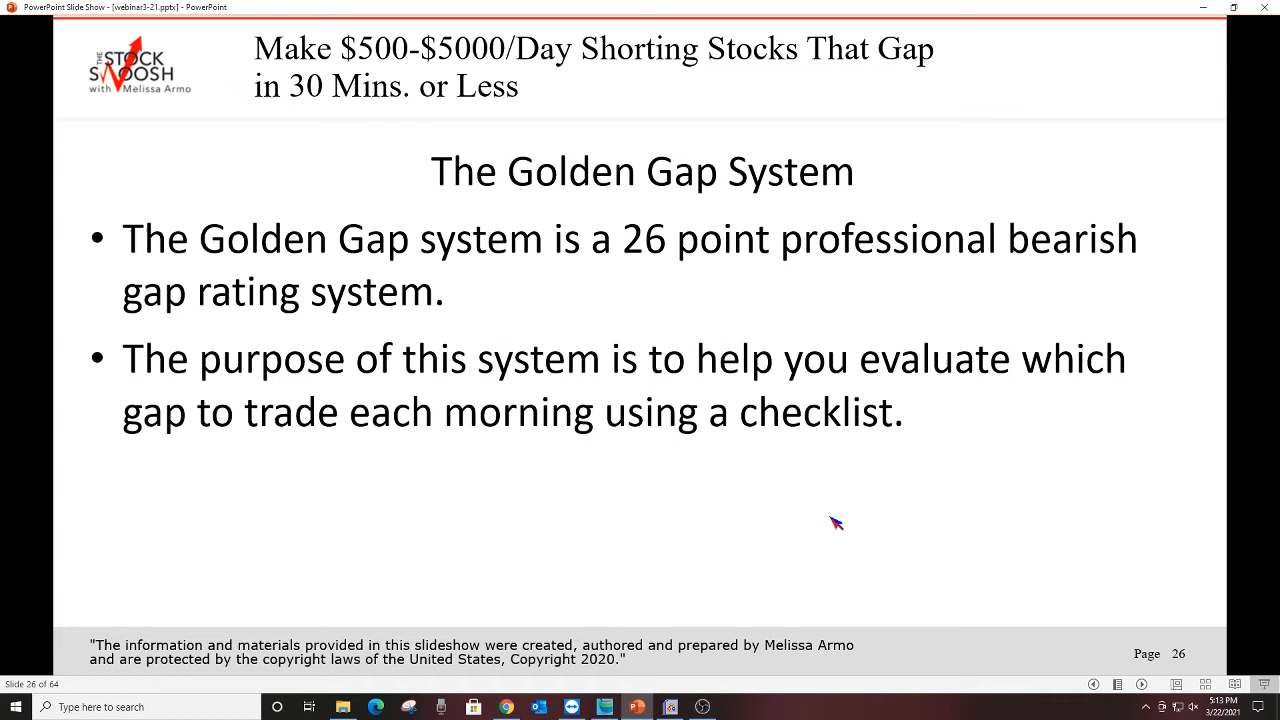 PowerPoint Slide Show - [webinar3-21.pptx] - PowerPoint
THE STOCK
SWOOSH
with Melissa Armo
Make $500-$5000/Day Shorting Stocks That Gap
in 30 Mins. or Less
The Golden Gap System
• The Golden Gap system is a 26 point professional bearish
gap rating system.
• The purpose of this system is to help you evaluate which
gap to trade each morning using a checklist.
"The information and materials provided in this slideshow were created, authored and prepared by Melissa Armo
and are protected by the copyright laws of the United States, Copyright 2020."
Page 26
Slide 26 of 64
Type here to search
5:13 PM
3/22/2021